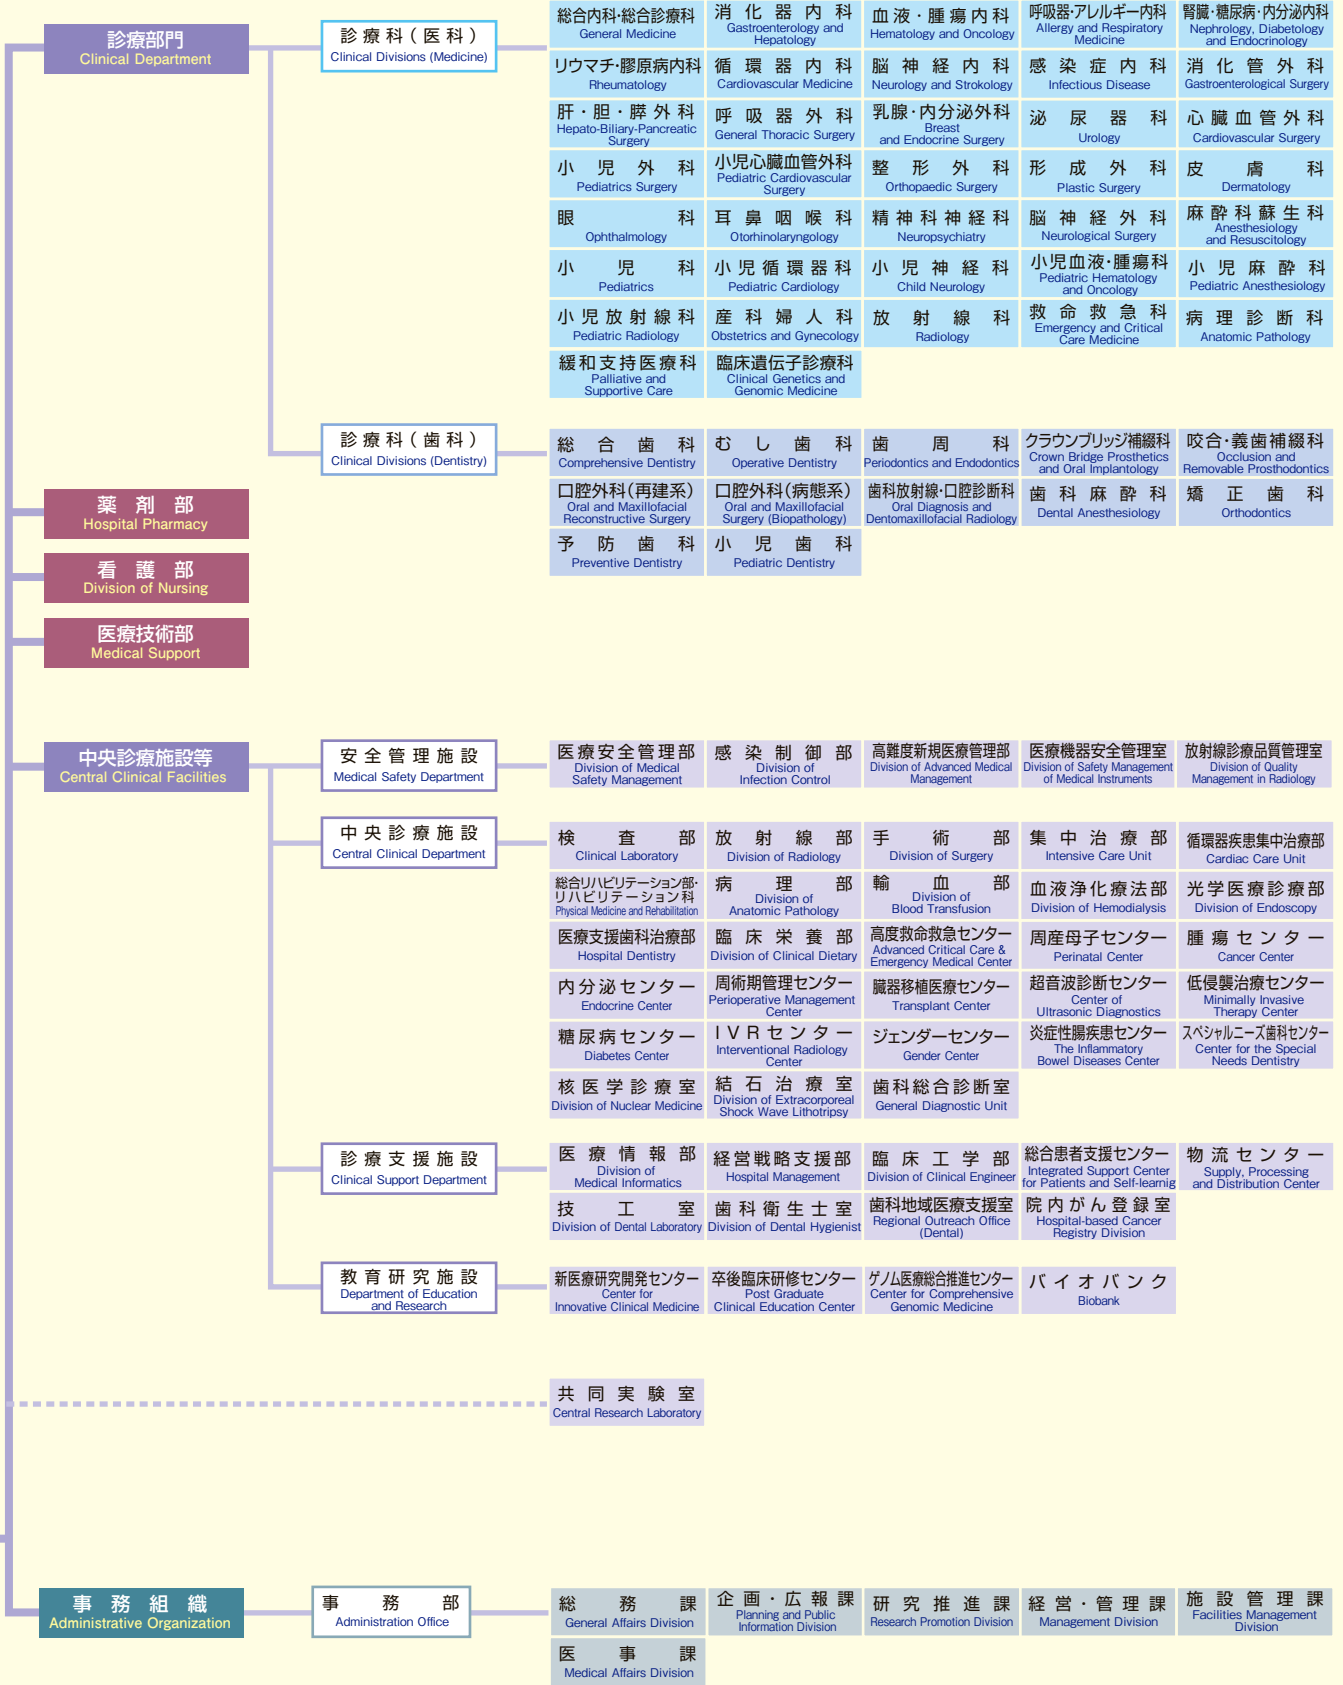 診療部門
Clinical Department
診療科(医科)
Clinical Divisions (Medicine)
総合内科・総合診療科
General Medicine
消化器内科
Gastroenterology and
Hepatology
血液・腫瘍内科
Hematology and Oncology
呼吸器・アレルギー内科
Allergy and Respiratory
Medicine
腎臓・糖尿病・内分泌内科
Nephrology, Diabetology
and Endocrinology
リウマチ・膠原病内科
Rheumatology
循環器内科
Cardiovascular Medicine
脳神経内科
Neurology and Strokology
感染症内科
Infectious Disease
消化管外科
Gastroenterological Surgery
肝・胆・膵外科
Hepato-Biliary-Pancreatic
Surgery
呼吸器外科
General Thoracic Surgery
乳腺・内分泌外科
Breast
and Endocrine Surgery
泌尿器科
Urology
心臓血管外科
Cardiovascular Surgery
小児外科
Pediatrics Surgery
小児心臓血管外科
Pediatric Cardiovascular
Surgery
整形外科
Orthopaedic Surgery
形成外科
Plastic Surgery
皮膚科
Dermatology
眼科
Ophthalmology
耳鼻咽喉科
Otorhinolaryngology
精神科神経科
Neuropsychiatry
脳神経外科
Neurological Surgery
麻酔科蘇生科
Anesthesiology
and Resuscitology
小児科
Pediatrics
小児循環器科
Pediatric Cardiology
小児神経科
Child Neurology
小児血液・腫瘍科
Pediatric Hematology
and Oncology
小児麻酔科
Pediatric Anesthesiology
小児放射線科
Pediatric Radiology
産科婦人科
Obstetrics and Gynecology
放射線科
Radiology
救命救急科
Emergency and Critical
Care Medicine
病理診断科
Anatomic Pathology
緩和支持医療科
Palliative and
Supportive Care
臨床遺伝子診療科
Clinical Genetics and
Genomic Medicine
診療科(歯科)
Clinical Divisions (Dentistry)
総合歯科
Comprehensive Dentistry
むし歯科
Operative Dentistry
歯周科
Periodontics and Endodontics
クラウンブリッジ補綴科
Crown Bridge Prosthetics
and Oral Implantology
咬合・義歯補綴科
Occlusion and
Removable Prosthodontics
口腔外科(再建系)
Oral and Maxillofacial
Reconstructive Surgery
口腔外科(病態系)
Oral and Maxillofacial
Surgery (Biopathology)
歯科放射線・口腔診断科
Oral Diagnosis and
Dentomaxillofacial Radiology
歯科麻酔科
Dental Anesthesiology
矯正歯科
Orthodontics
予防歯科
Preventive Dentistry
小児歯科
Pediatric Dentistry
薬剤部
Hospital Pharmacy
看護部
Division of Nursing
医療技術部
Medical Support
中央診療施設等
Central Clinical Facilities
安全管理施設
Medical Safety Department
医療安全管理部
Division of Medical
Safety Management
感染制御部
Division of
Infection Control
高難度新規医療管理部
Division of Advanced Medical
Management
医療機器安全管理室
Division of Safety Management
of Medical Instruments
放射線診療品質管理室
Division of Quality
Management in Radiology
中央診療施設
Central Clinical Department
検査部
Clinical Laboratory
放射線部
Division of Radiology
手術部
Division of Surgery
集中治療部
Intensive Care Unit
循環器疾患集中治療部
Cardiac Care Unit
総合リハビリテーション部・
リハビリテーション科
Physical Medicine and Rehabilitation
病理部
Division of
Anatomic Pathology
輸血部
Division of
Blood Transfusion
血液浄化療法部
Division of Hemodialysis
光学医療診療部
Division of Endoscopy
医療支援歯科治療部
Hospital Dentistry
臨床栄養部
Division of Clinical Dietary
高度救命救急センター
Advanced Critical Care &
Emergency Medical Center
周産母子センター
Perinatal Center
腫瘍センター
Cancer Center
内分泌センター
Endocrine Center
周術期管理センター
Perioperative Management
Center
臓器移植医療センター
Transplant Center
超音波診断センター
Center of
Ultrasonic Diagnostics
低侵襲治療センター
Minimally Invasive
Therapy Center
糖尿病センター
Diabetes Center
IVRセンター
Interventional Radiology
Center
ジェンダーセンター
Gender Center
炎症性腸疾患センター
The Inflammatory
Bowel Diseases Center
スペシャルニーズ歯科センター
Center for the Special
Needs Dentistry
核医学診療室
Division of Nuclear Medicine
結石治療室
Division of Extracorporeal
Shock Wave Lithotripsy
歯科総合診断室
General Diagnostic Unit
診療支援施設
Clinical Support Department
医療情報部
Division of
Medical Informatics
経営戦略支援部
Hospital Management
臨床工学部
Division of Clinical Engineer
総合患者支援センター
Integrated Support Center
for Patients and Self-learnig
物流センター
Supply, Processing
and Distribution Center
技工室
Division of Dental Laboratory
歯科衛生士室
Division of Dental Hygienist
歯科地域医療支援室
Regional Outreach Office
(Dental)
院内がん登録室
Hospital-based Cancer
Registry Division
教育研究施設
Department of Education
and Research
新医療研究開発センター
Center for
Innovative Clinical Medicine
卒後臨床研修センター
Post Graduate
Clinical Education Center
ゲノム医療総合推進センター
Center for Comprehensive
Genomic Medicine
バイオバンク
Biobank
共同実験室
Central Research Laboratory
事務組織
Administrative Organization
事務部
Administration Office
総務課
General Affairs Division
企画・広報課
Planning and Public
Information Division
研究推進課
Research Promotion Division
経営・管理課
Management Division
施設管理課
Facilities Management
Division
医事課
Medical Affairs Division